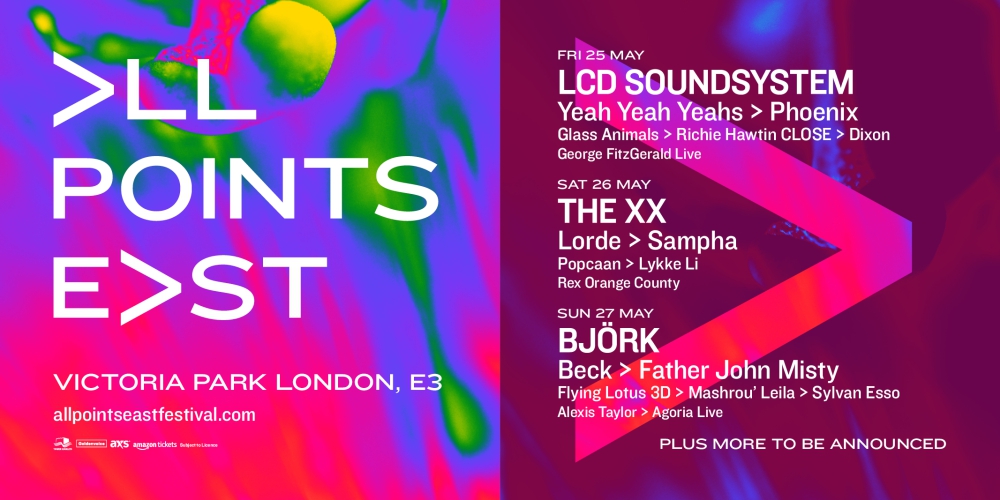 >LL
POINTS
E>ST
VICTORIA PARK LONDON, E3
allpointseastfestival.com
Goldenvoice axs amazon tickets Subject to Licence
FRI 25 MAY
LCD SOUNDSYSTEM
Yeah Yeah Yeahs > Phoenix
Glass Animals > Richie Hawtin CLOSE > Dixon
George FitzGerald Live
SAT 26 MAY
THE XX
Lorde > Sampha
Popcaan > Lykke Li
Rex Orange County
SUN 27 MAY
BJÖRK
Beck > Father John Misty
Flying Lotus 3D > Mashrou' Leila > Sylvan Esso
Alexis Taylor > Agoria Live
PLUS MORE TO BE ANNOUNCED